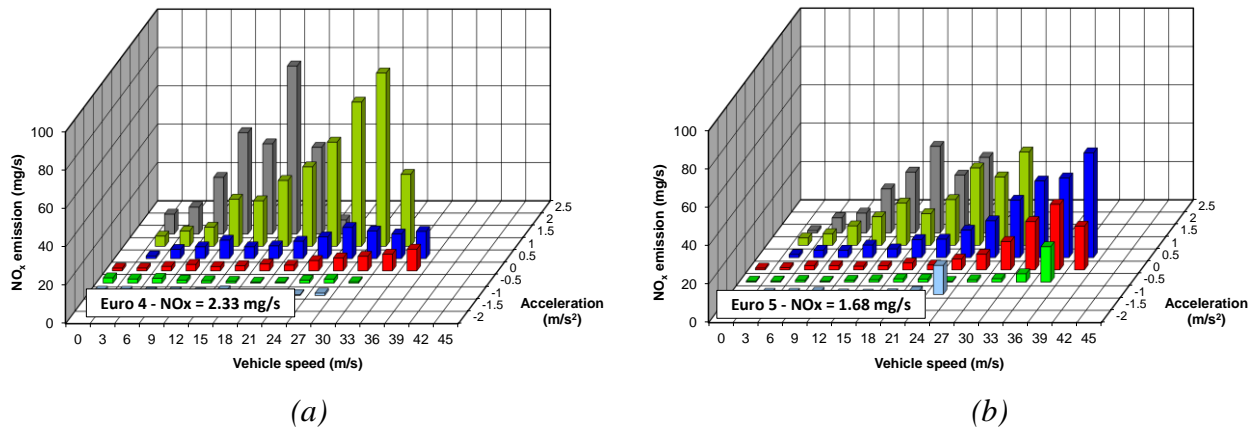 100
80
60
40
20
0
NOx emission (mg/s)
2.5
2
1.5
1
0.5
0
-0.5
-1
-1.5
-2
Acceleration
(m/s²)
Euro 4 - NOx = 2.33 mg/s
0 3 6 9 12 15 18 21 24 27 30 33 36 39 42 45
Vehicle speed (m/s)
(a)
100
80
60
40
20
0
NOx emission (mg/s)
2.5
2
1.5
1
0.5
0
-0.5
-1
-1.5
-2
Acceleration
(m/s²)
Euro 5 - NOx = 1.68 mg/s
0 3 6 9 12 15 18 21 24 27 30 33 36 39 42 45
Vehicle speed (m/s)
(b)